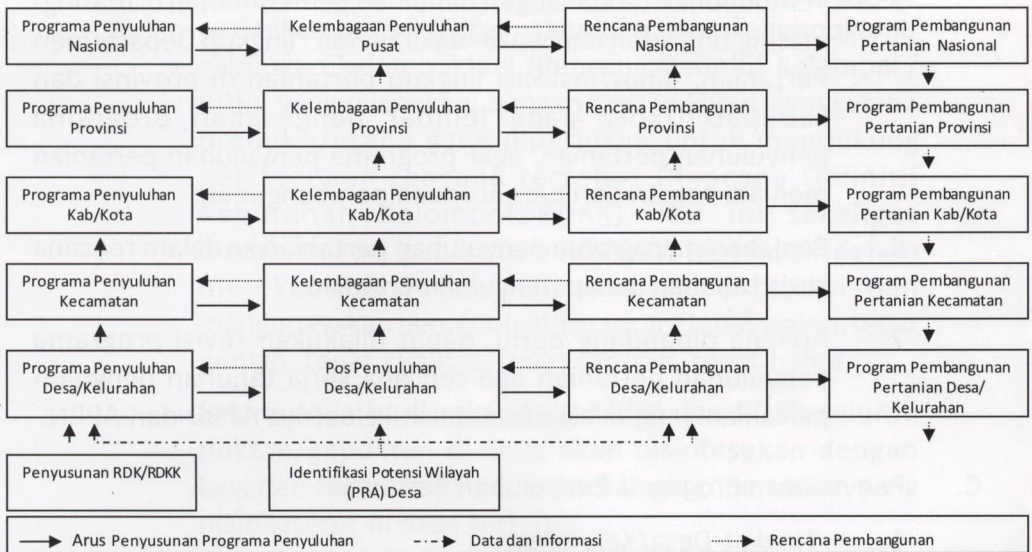 Programa Penyuluhan
Nasional
Kelembagaan Penyuluhan
Pusat
Rencana Pembangunan
Nasional
Program Pembangunan
Pertanian Nasional
Programa Penyuluhan
Provinsi
Kelembagaan Penyuluhan
Provinsi
Rencana Pembangunan
Provinsi
Program Pembangunan
Pertanian Provinsi
Programa Penyuluhan
Kab/Kota
Kelembagaan Penyuluhan
Kab/Kota
Rencana Pembangunan
Kab/Kota
Program Pembangunan
Pertanian Kab/Kota
Programa Penyuluhan
Kecamatan
Kelembagaan Penyuluhan
Kecamatan
Rencana Pembangunan
Kecamatan
Program Pembangunan
Pertanian Kecamatan
Programa Penyuluhan
Desa/Kelurahan
Pos Penyuluhan
Desa/Kelurahan
Rencana Pembangunan
Desa/Kelurahan
Program Pembangunan
Pertanian Desa/
Kelurahan
Penyusunan RDK/RDKK
Identifikasi Potensi Wilayah
(PRA) Desa
Arus Penyusunan Programa Penyuluhan
Data dan Informasi
Rencana Pembangunan